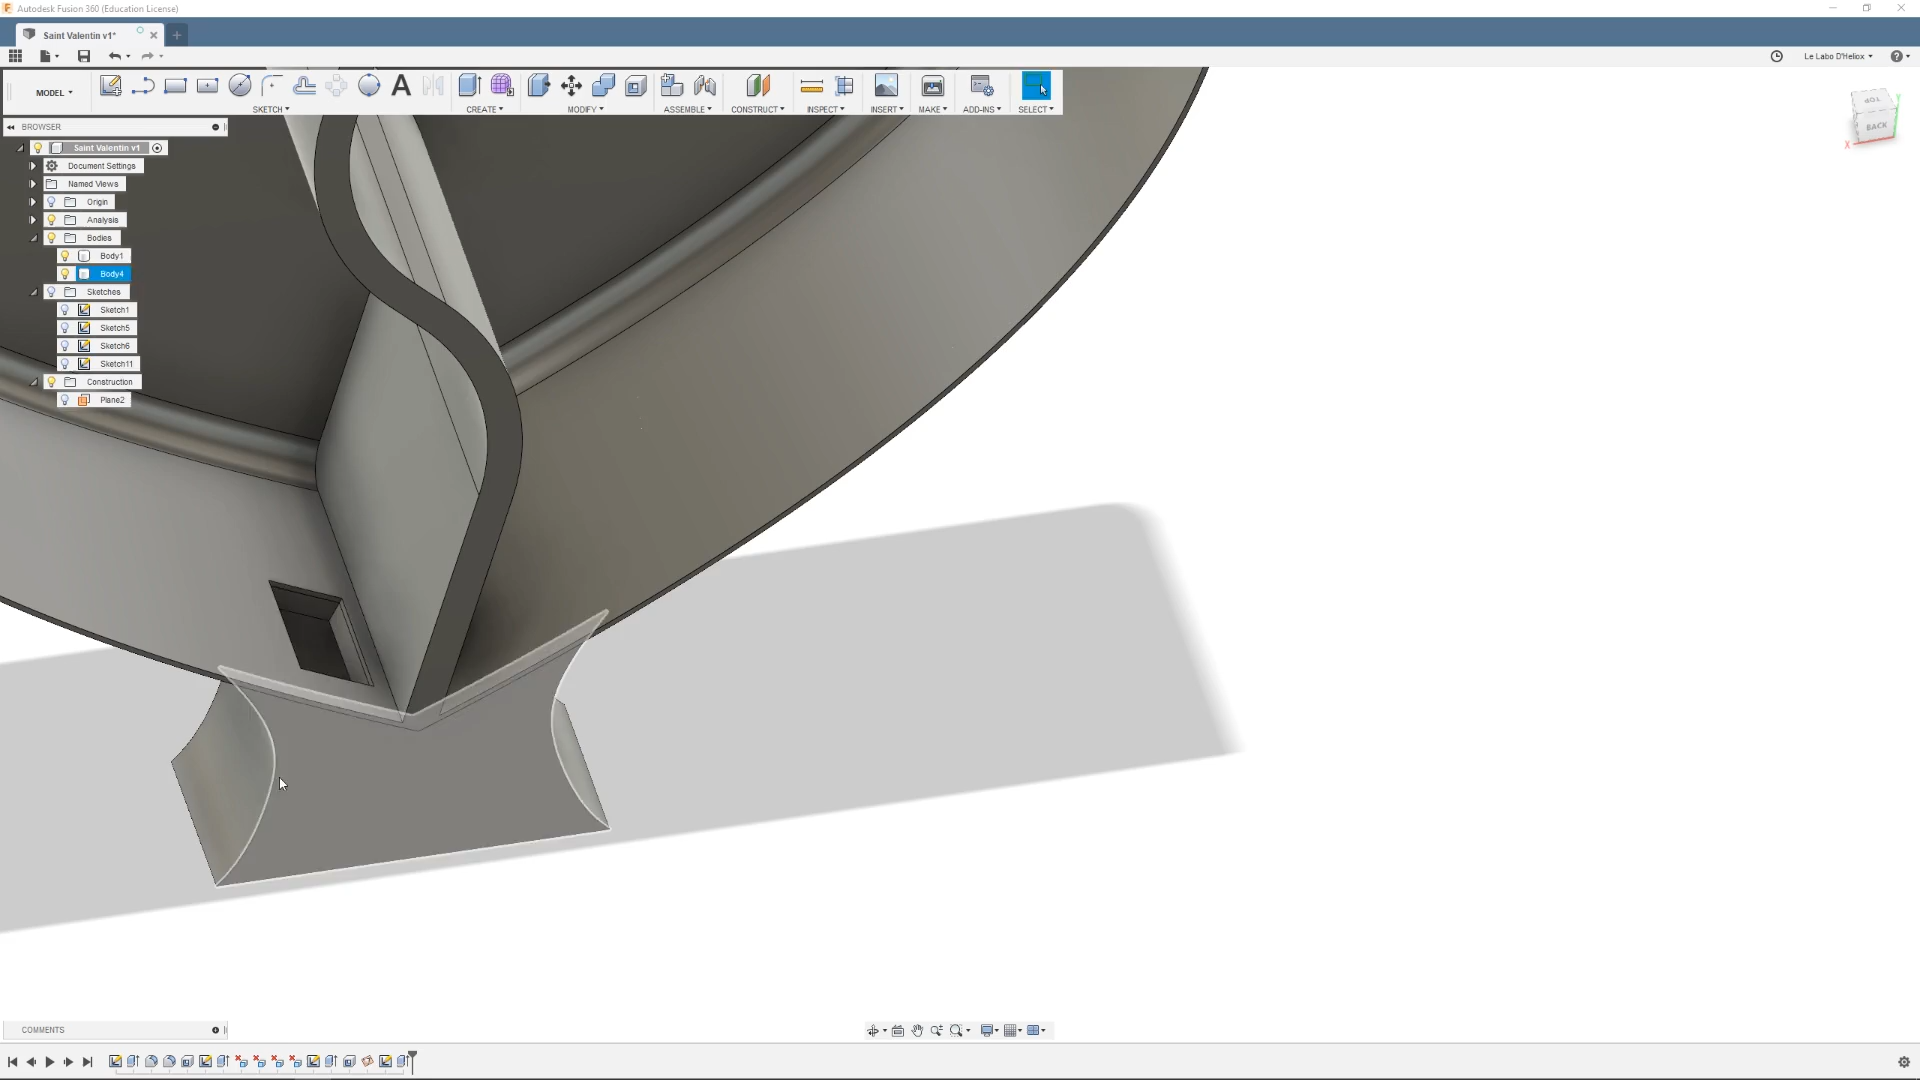 Autodesk Fusion 360 (Education License)
Saint Valentin v1*
Le Labo D'Heliox
MODEL
SKETCH
CREATE
MODIFY
ASSEMBLE
CONSTRUCT
INSPECT
INSERT
MAKE
ADD-INS
SELECT
TOP
BACK
X
Y
BROWSER
Saint Valentin v1
Document Settings
Named Views
Origin
Analysis
Bodies
Body1
Body4
Sketches
Sketch1
Sketch5
Sketch6
Sketch11
Construction
Plane2
COMMENTS